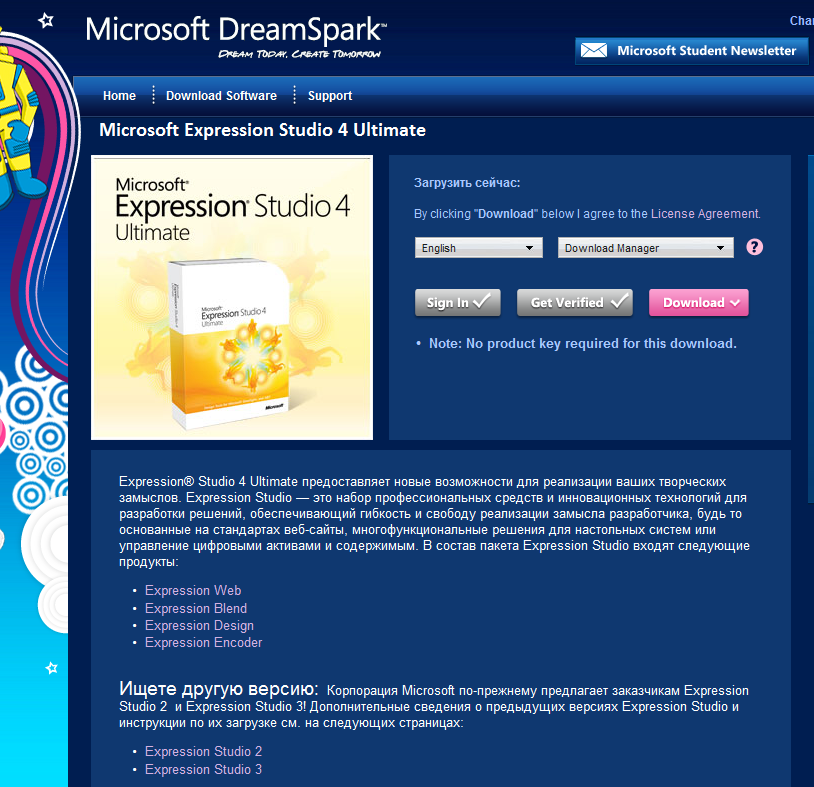 Microsoft DreamSpark™
Dream Today, Create Tomorrow
Microsoft Student Newsletter
Home
Download Software
Support
Microsoft Expression Studio 4 Ultimate
Microsoft®
Expression® Studio 4
Ultimate
Microsoft®
Expression® Studio 4
Ultimate
Microsoft
Загрузить сейчас:
By clicking "Download" below I agree to the License Agreement.
English
Download Manager
?
Sign In
Get Verified
Download
• Note: No product key required for this download.
Expression® Studio 4 Ultimate предоставляет новые возможности для реализации ваших творческих
замыслов. Expression Studio — это набор профессиональных средств и инновационных технологий для
разработки решений, обеспечивающий гибкость и свободу реализации замысла разработчика, будь то
основанные на стандартах веб-сайты, многофункциональные решения для настольных систем или
управление цифровыми активами и содержимым. В состав пакета Expression Studio входят следующие
продукты:
• Expression Web
• Expression Blend
• Expression Design
• Expression Encoder
Ищете другую версию: Корпорация Microsoft по-прежнему предлагает заказчикам Expression
Studio 2 и Expression Studio 3! Дополнительные сведения о предыдущих версиях Expression Studio и
инструкции по их загрузке см. на следующих страницах:
• Expression Studio 2
• Expression Studio 3